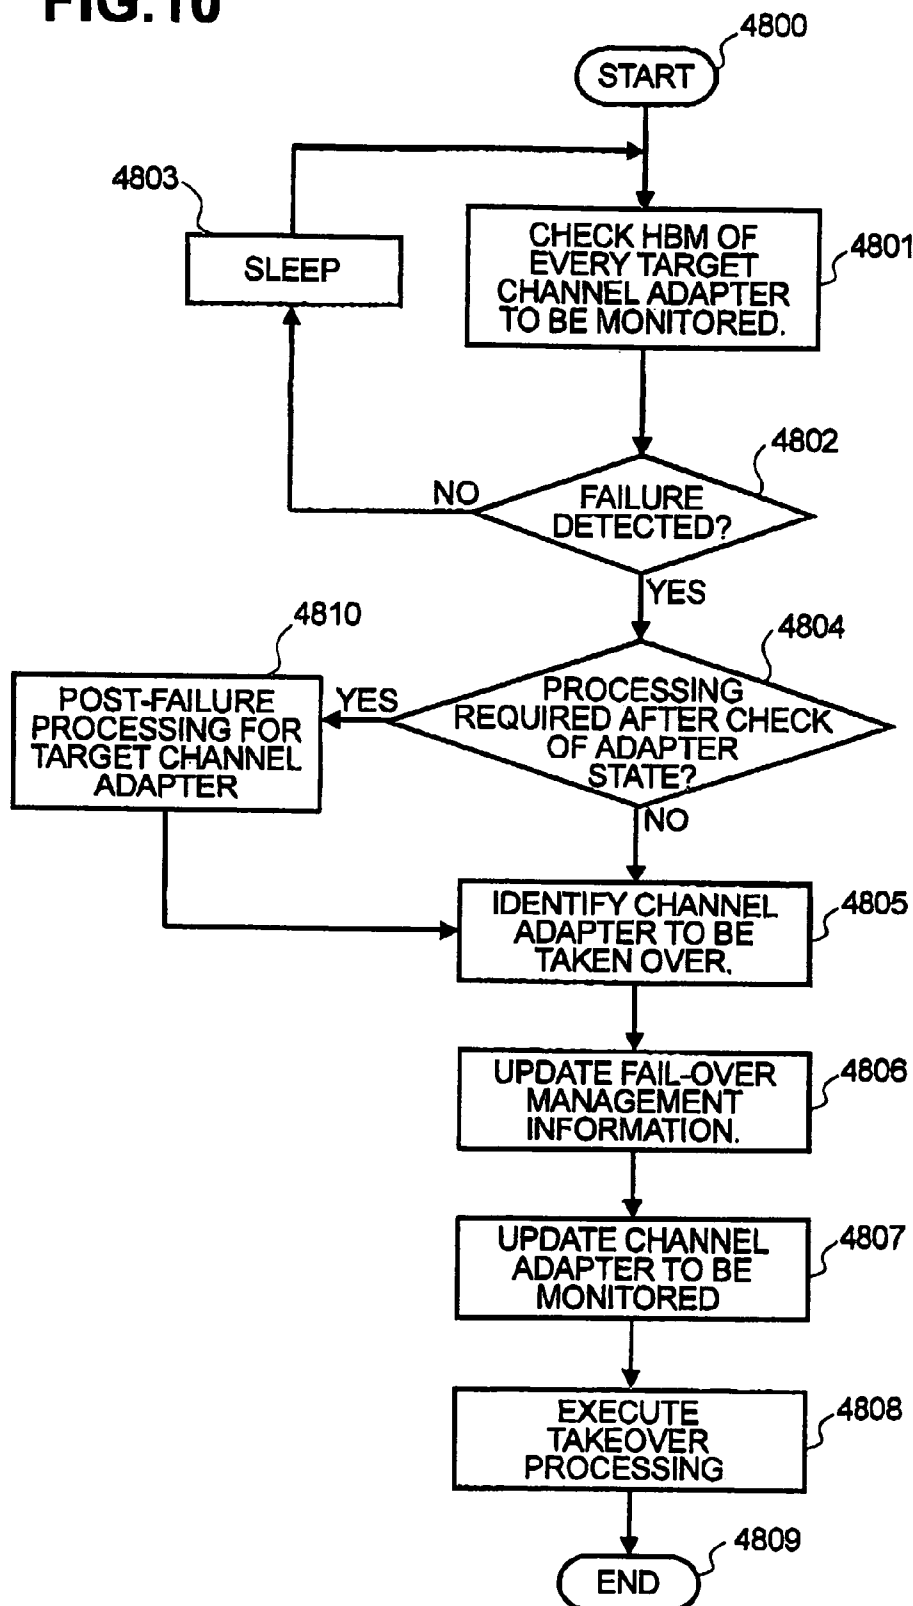 FIG.10
4800
START
4803
SLEEP
CHECK HBM OF
EVERY TARGET
CHANNEL ADAPTER
TO BE MONITORED.
4801
4802
NO
FAILURE
DETECTED?
YES
4810
4804
POST-FAILURE
PROCESSING FOR
TARGET CHANNEL
ADAPTER
YES
PROCESSING
REQUIRED AFTER CHECK
OF ADAPTER
STATE?
NO
IDENTIFY CHANNEL
ADAPTER TO BE
TAKEN OVER.
4805
UPDATE FAIL-OVER
MANAGEMENT
INFORMATION.
4806
UPDATE CHANNEL
ADAPTER TO BE
MONITORED
4807
EXECUTE
TAKEOVER
PROCESSING
4808
4809
END